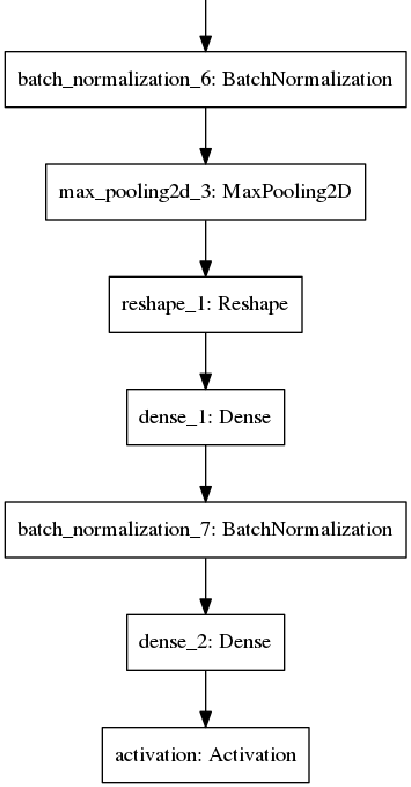 batch_normalization_6: BatchNormalization
max_pooling2d_3: MaxPooling2D
reshape_1: Reshape
dense_1: Dense
batch_normalization_7: BatchNormalization
dense_2: Dense
activation: Activation